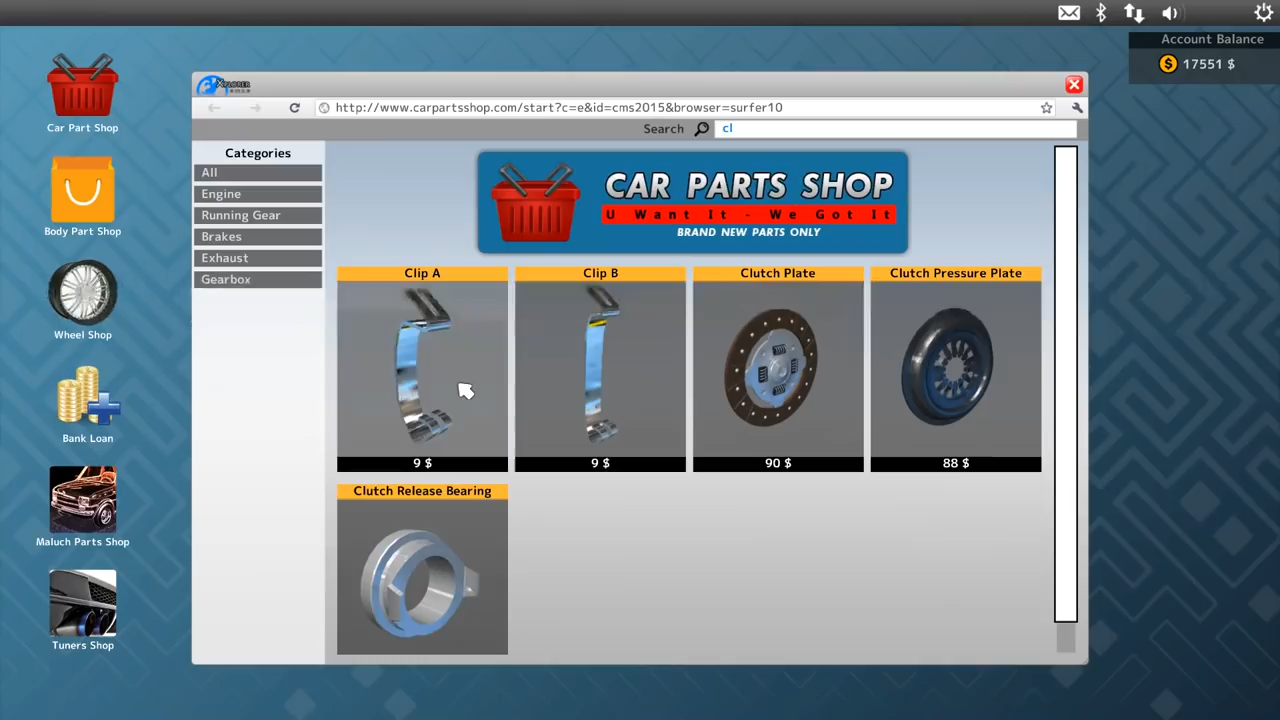 Account Balance
17551 $
Car Part Shop
Body Part Shop
Wheel Shop
Bank Loan
Maluch Parts Shop
Tuners Shop
XPLORER
http://www.carpartsshop.com/start?c=e&id=cms2015&browser=surfer10
Search cl
Categories
All
Engine
Running Gear
Brakes
Exhaust
Gearbox
CAR PARTS SHOP
U Want It - We Got It
BRAND NEW PARTS ONLY
Clip A
9 $
Clip B
9 $
Clutch Plate
90 $
Clutch Pressure Plate
88 $
Clutch Release Bearing